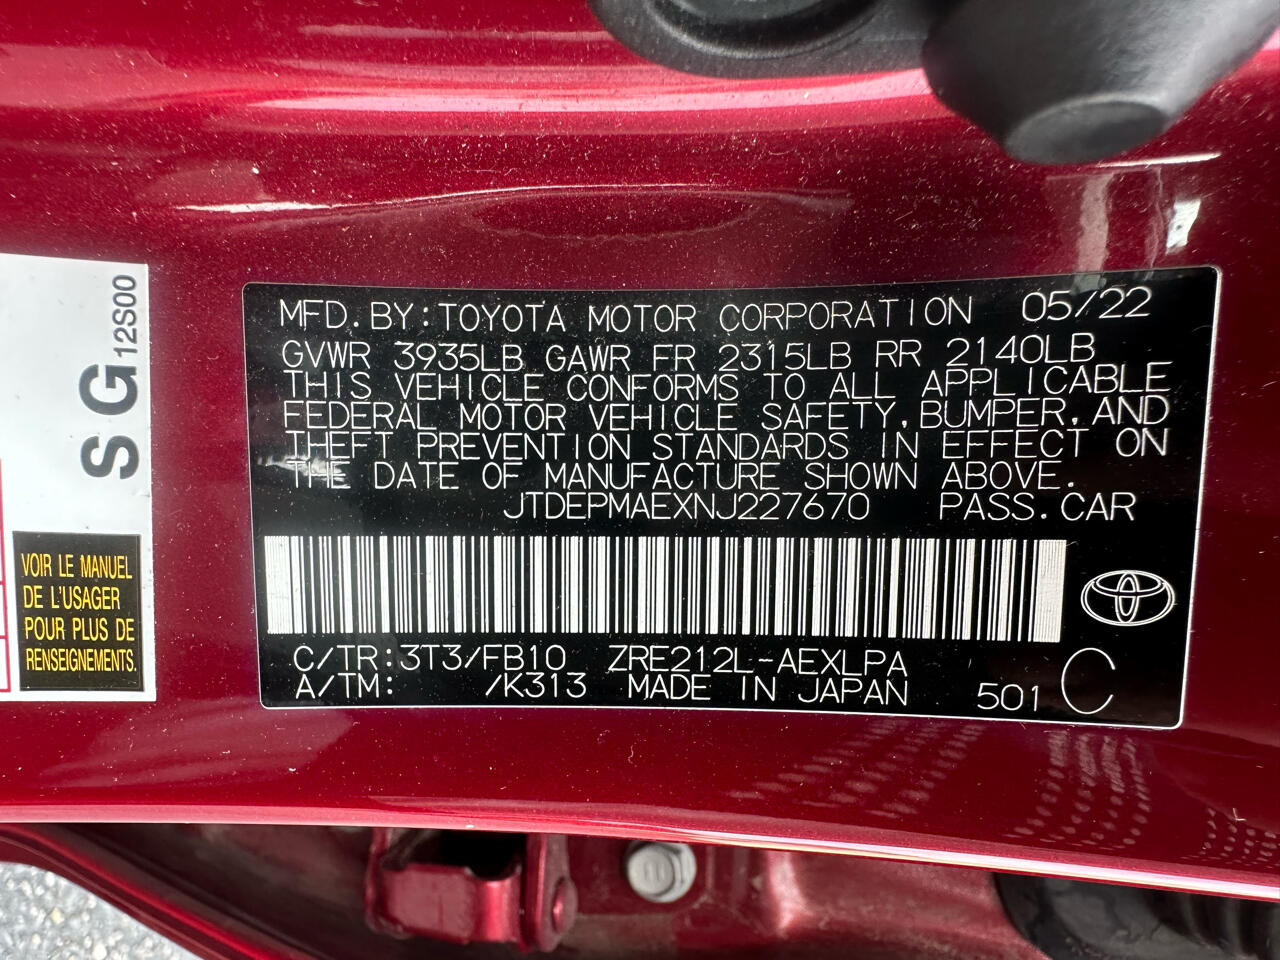 S G 12S00
VOIR LE MANUEL
DE L'USAGER
POUR PLUS DE
RENSEIGNEMENTS.
MFD. BY: TOYOTA MOTOR CORPORATION 05/22
GVWR 3935LB GAWR FR 2315LB RR 2140LB
THIS VEHICLE CONFORMS TO ALL APPLICABLE
FEDERAL MOTOR VEHICLE SAFETY, BUMPER, AND
THEFT PREVENTION STANDARDS IN EFFECT ON
THE DATE OF MANUFACTURE SHOWN ABOVE.
JTDEPMAEXNJ227670 PASS. CAR
C/TR: 3T3/FB10 ZRE212L-AEXLPA
A/TM: /K313 MADE IN JAPAN 501 C